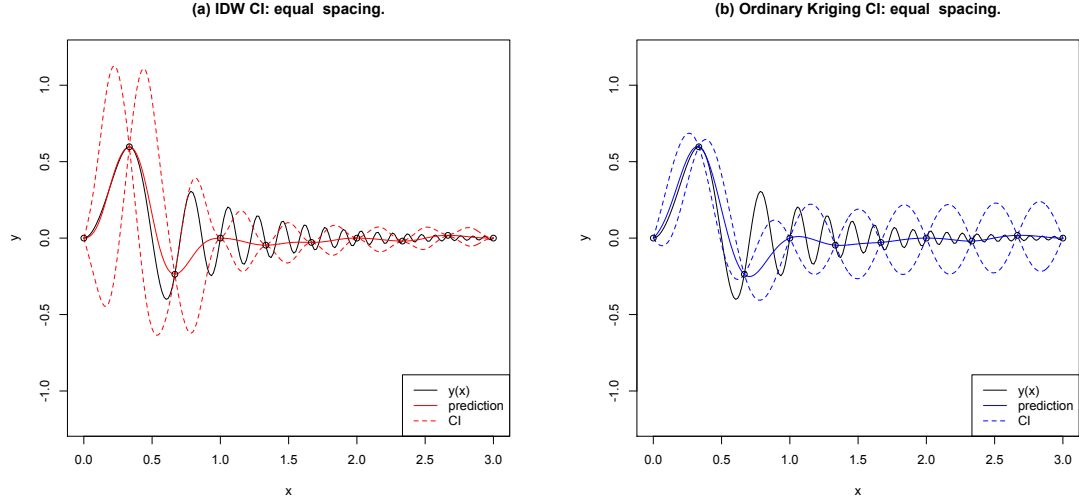 (a) IDW CI: equal  spacing.
1.0
0.5
0.0
-0.5
-1.0
y
0.0 0.5 1.0 1.5 2.0 2.5 3.0
x
y(x)
prediction
CI
(b) Ordinary Kriging CI: equal  spacing.
1.0
0.5
0.0
-0.5
-1.0
y
0.0 0.5 1.0 1.5 2.0 2.5 3.0
x
y(x)
prediction
CI